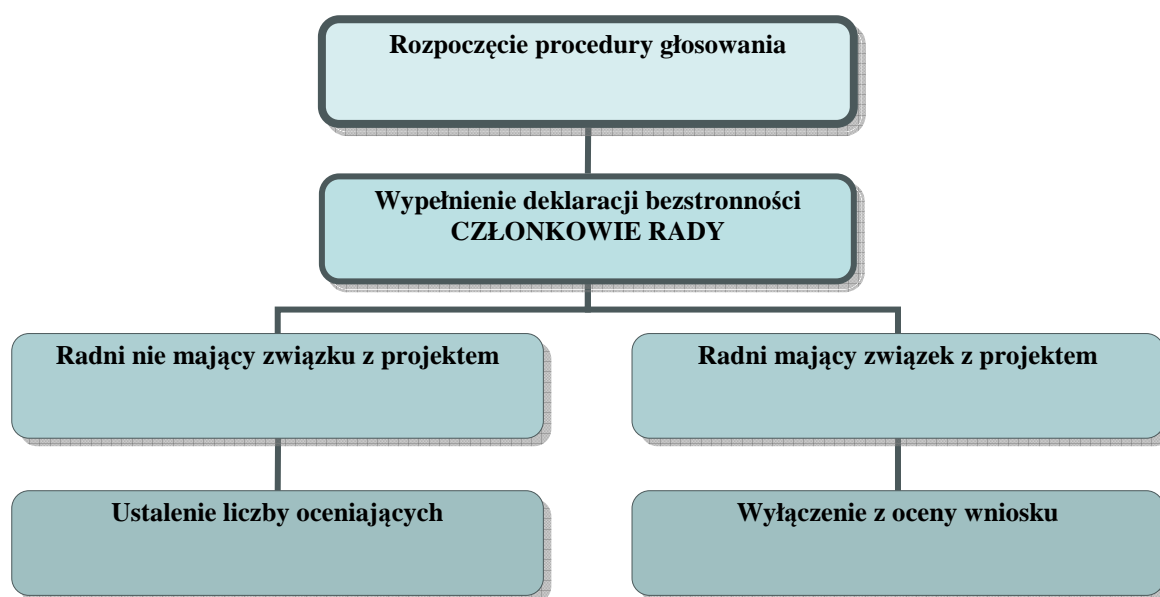 Rozpoczęcie procedury głosowania
Wypełnienie deklaracji bezstronności
CZŁONKOWIE RADY
Radni nie mający związku z projektem
Radni mający związek z projektem
Ustalenie liczby oceniających
Wyłączenie z oceny wniosku